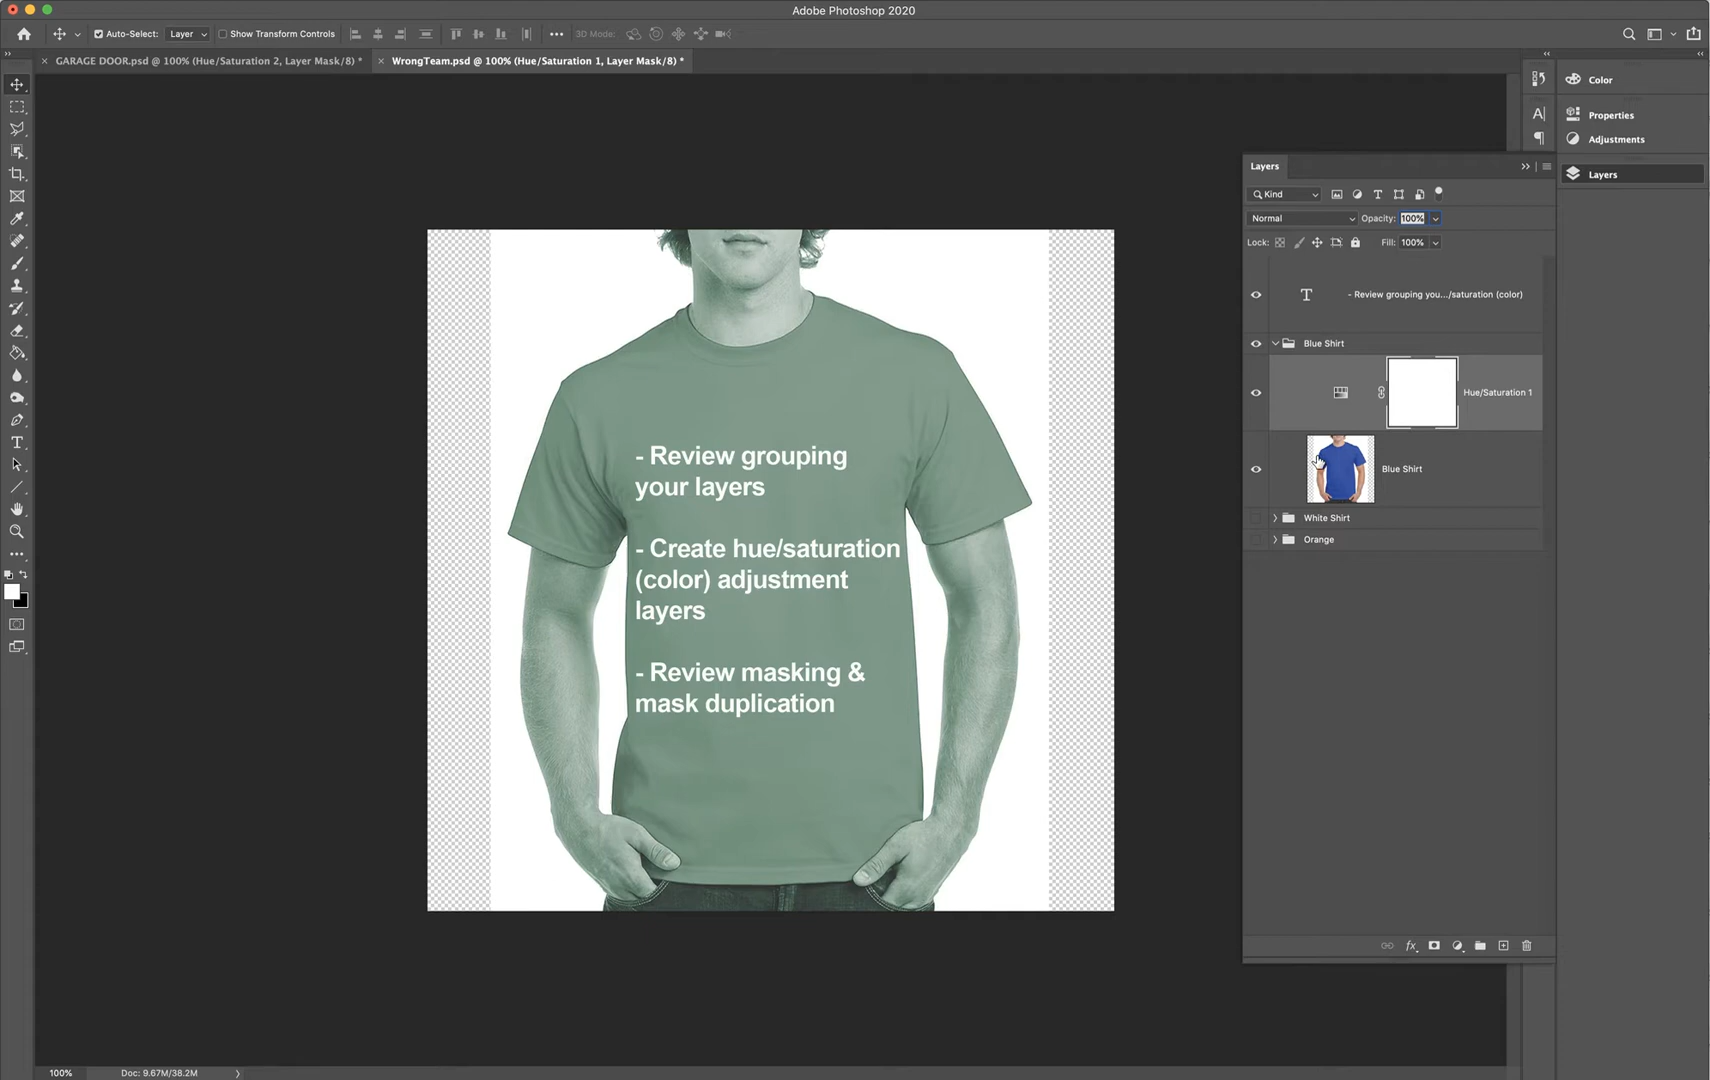 Adobe Photoshop 2020
Auto-Select: Layer Show Transform Controls 3D Mode:
GARAGE DOOR.psd @ 100% (Hue/Saturation 2, Layer Mask/8) *
WrongTeam.psd @ 100% (Hue/Saturation 1, Layer Mask/8) *
Color
Properties
Adjustments
Layers
Layers
Kind
Normal Opacity: 100%
Lock: Fill: 100%
- Review grouping you.../saturation (color)
Blue Shirt
Hue/Saturation 1
Blue Shirt
White Shirt
Orange
- Review grouping
your layers
- Create hue/saturation
(color) adjustment
layers
- Review masking &
mask duplication
100% Doc: 9.67M/38.2M